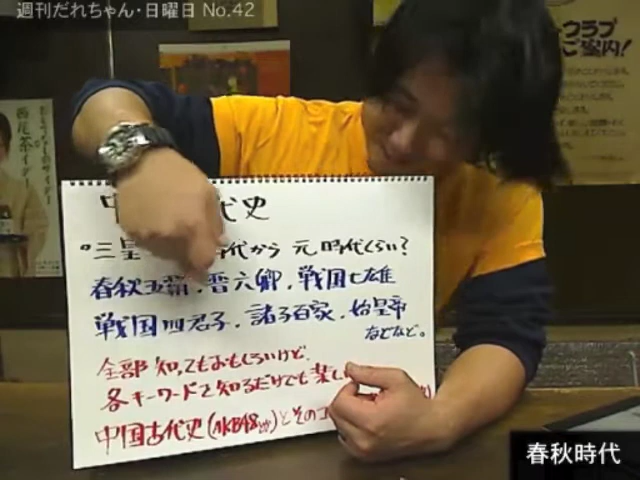 週刊だれちゃん・日曜日 No.42
クラブ
ご案内!
西尾茶
中 代史
三皇 時代から 元時代くらい?
春秋五覇、晋六卿、戦国七雄
戦国四君子、諸子百家、始皇帝
などなど。
全部知ってもおもしろいけど、
各キーワードを知るだけでも楽し
中国古代史(AKB48 )とその
春秋時代